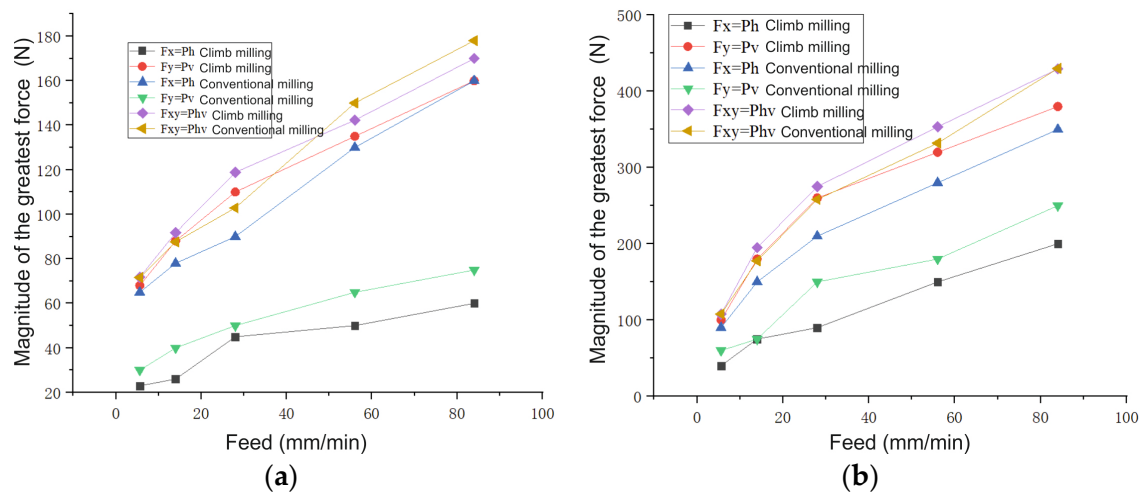 Magnitude of the greatest force (N)
180
160
140
120
100
80
60
40
20
Fx=Ph Climb milling
Fy=Pv Climb milling
Fx=Ph Conventional milling
Fy=Pv Conventional milling
Fxy=Phv Climb milling
Fxy=Phv Conventional milling
0 20 40 60 80 100
Feed (mm/min)
(a)
Magnitude of the greatest force (N)
500
400
300
200
100
0
Fx=Ph Climb milling
Fy=Pv Climb milling
Fx=Ph Conventional milling
Fy=Pv Conventional milling
Fxy=Phv Climb milling
Fxy=Phv Conventional milling
0 20 40 60 80 100
Feed (mm/min)
(b)